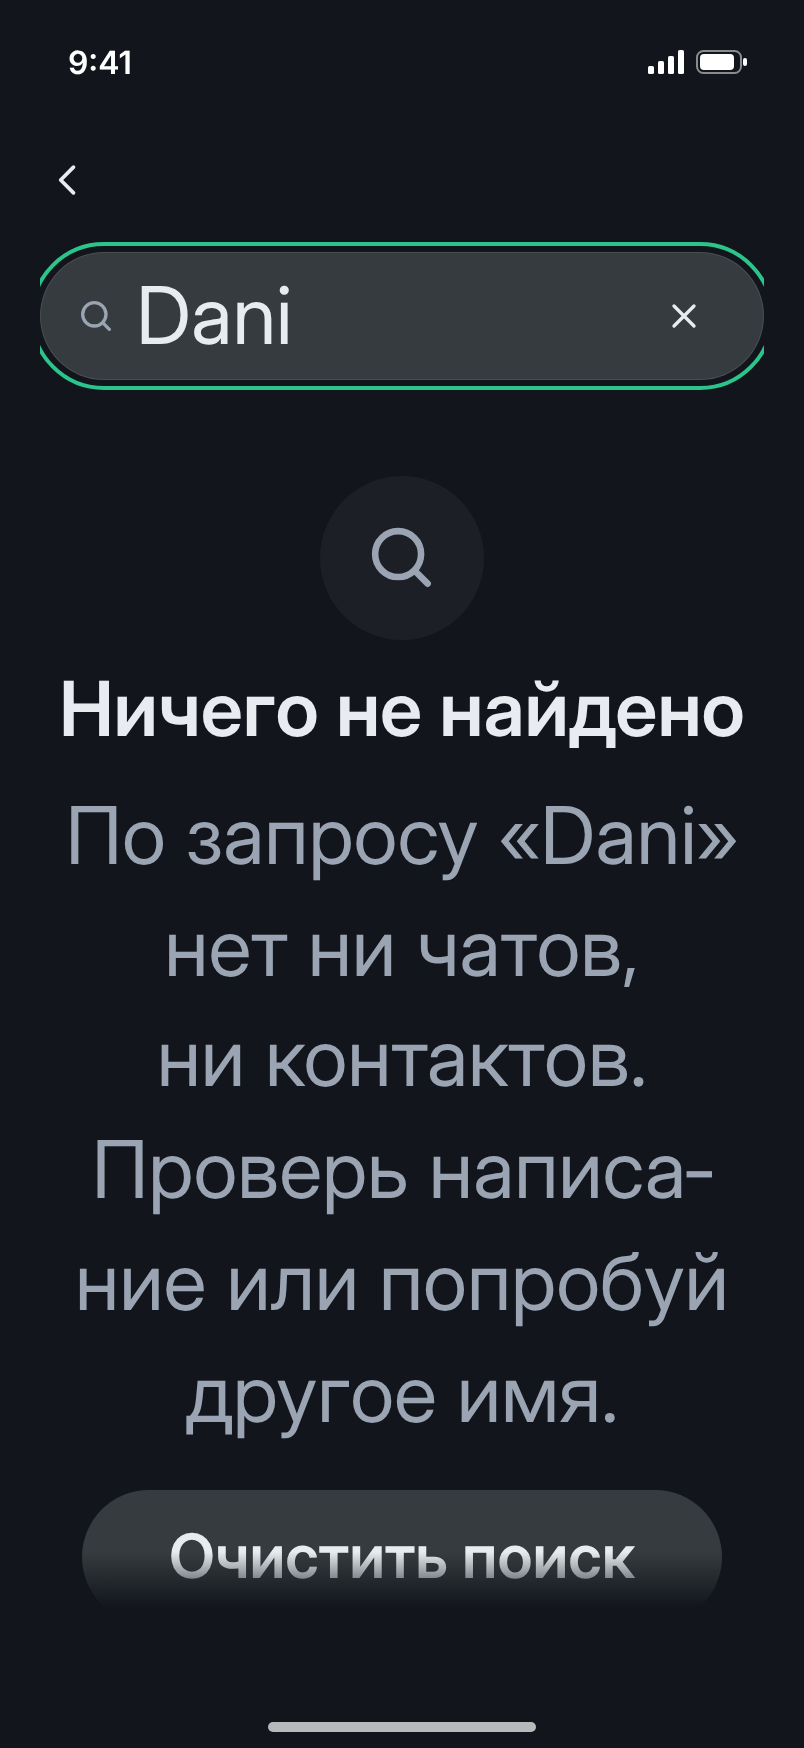 9:41
Dani
Ничего не найдено
По запросу «Dani»
нет ни чатов,
ни контактов.
Проверь написа-
ние или попробуй
другое имя.
Очистить поиск